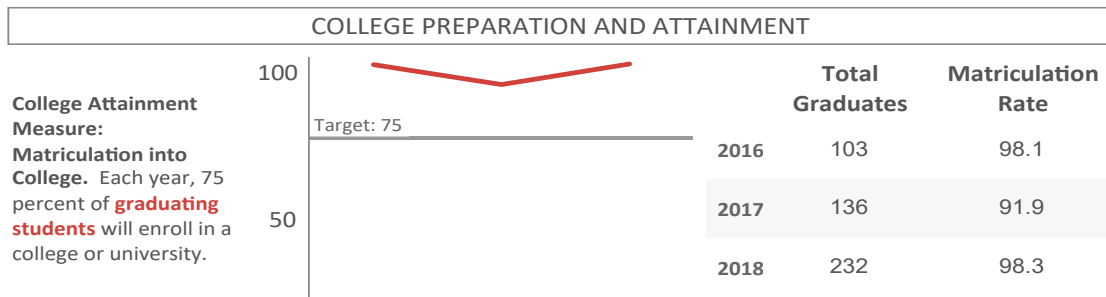 COLLEGE PREPARATION AND ATTAINMENT
College Attainment
Measure:
Matriculation into
College. Each year, 75
percent of graduating
students will enroll in a
college or university.
100
Target: 75
50
Total Matriculation
Graduates Rate
2016 103 98.1
2017 136 91.9
2018 232 98.3